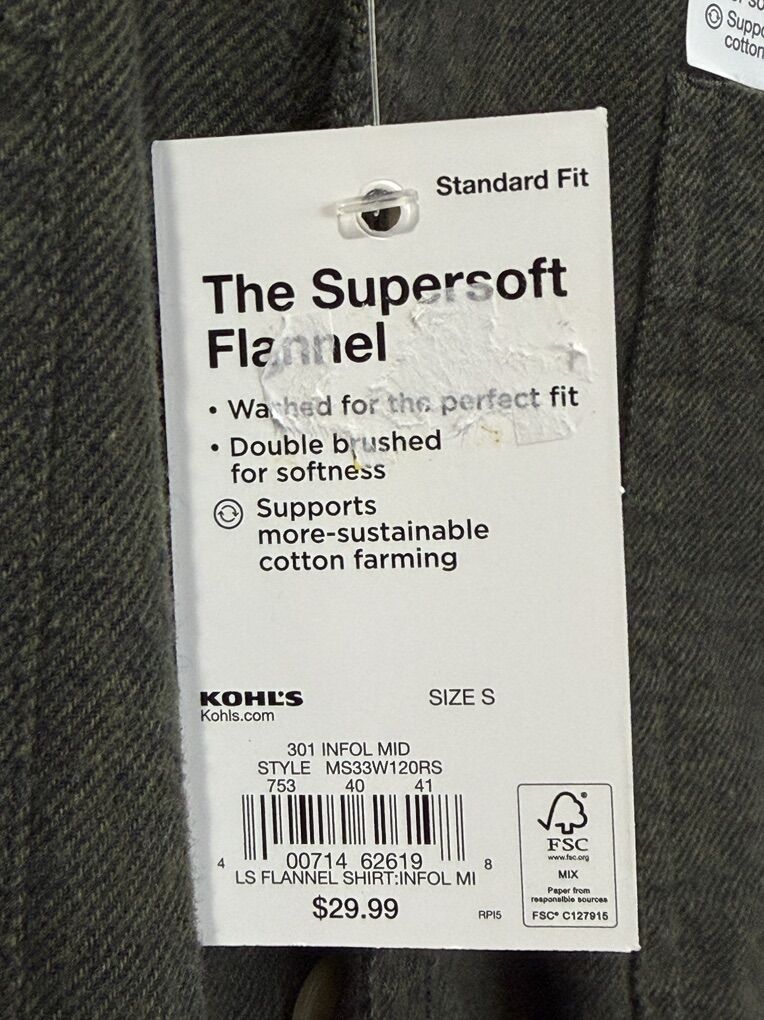 Supp
cotton
Standard Fit
The Supersoft
Flannel
• Washed for the perfect fit
• Double brushed
for softness
Supports
more-sustainable
cotton farming
KOHL'S
Kohls.com
SIZE S
301 INFOL MID
STYLE MS33W120RS
753 40 41
4 00714 62619 8
LS FLANNEL SHIRT:INFOL MI
$29.99
RPI5
FSC
www.fsc.org
MIX
Paper from
responsible sources
FSC® C127915